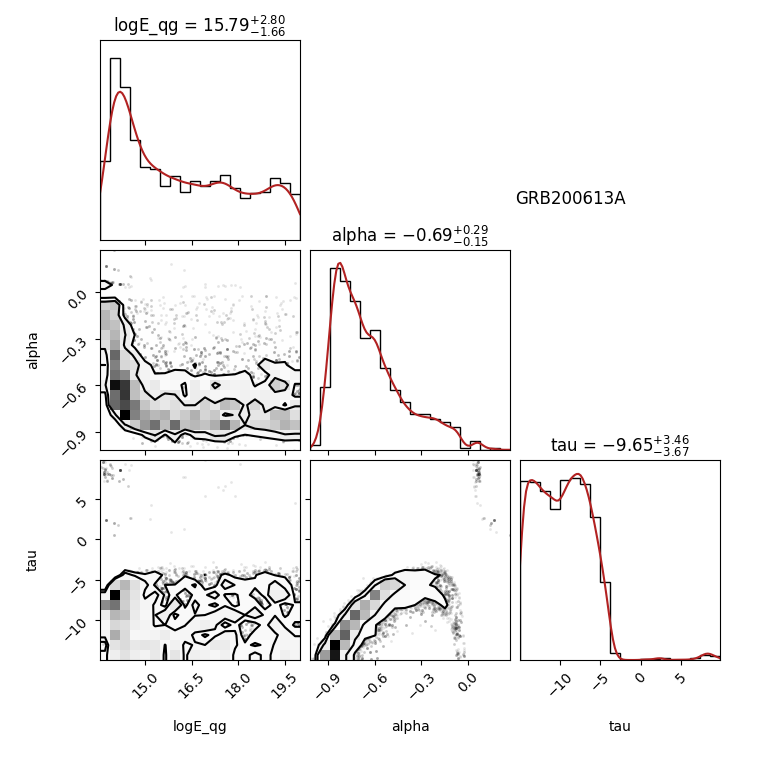 logE_qg = 15.79 +2.80 −1.66
GRB200613A
alpha = −0.69 +0.29 −0.15
0.0
−0.3
−0.6
−0.9
alpha
tau = −9.65 +3.46 −3.67
5
0
−5
−10
tau
15.0 16.5 18.0 19.5
−0.9 −0.6 −0.3 0.0
−10 −5 0 5
logE_qg alpha tau